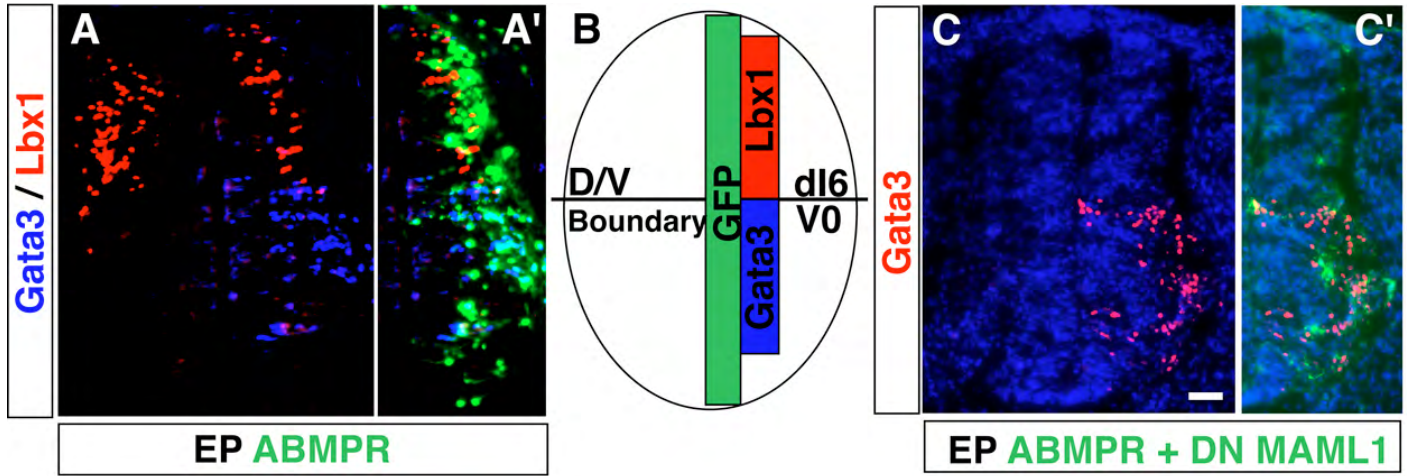 Gata3 / Lbx1
A
A'
EP ABMPR
B
GFP
Lbx1
Gata3
D/V
Boundary
dI6
V0
Gata3
C
C'
EP ABMPR + DN MAML1